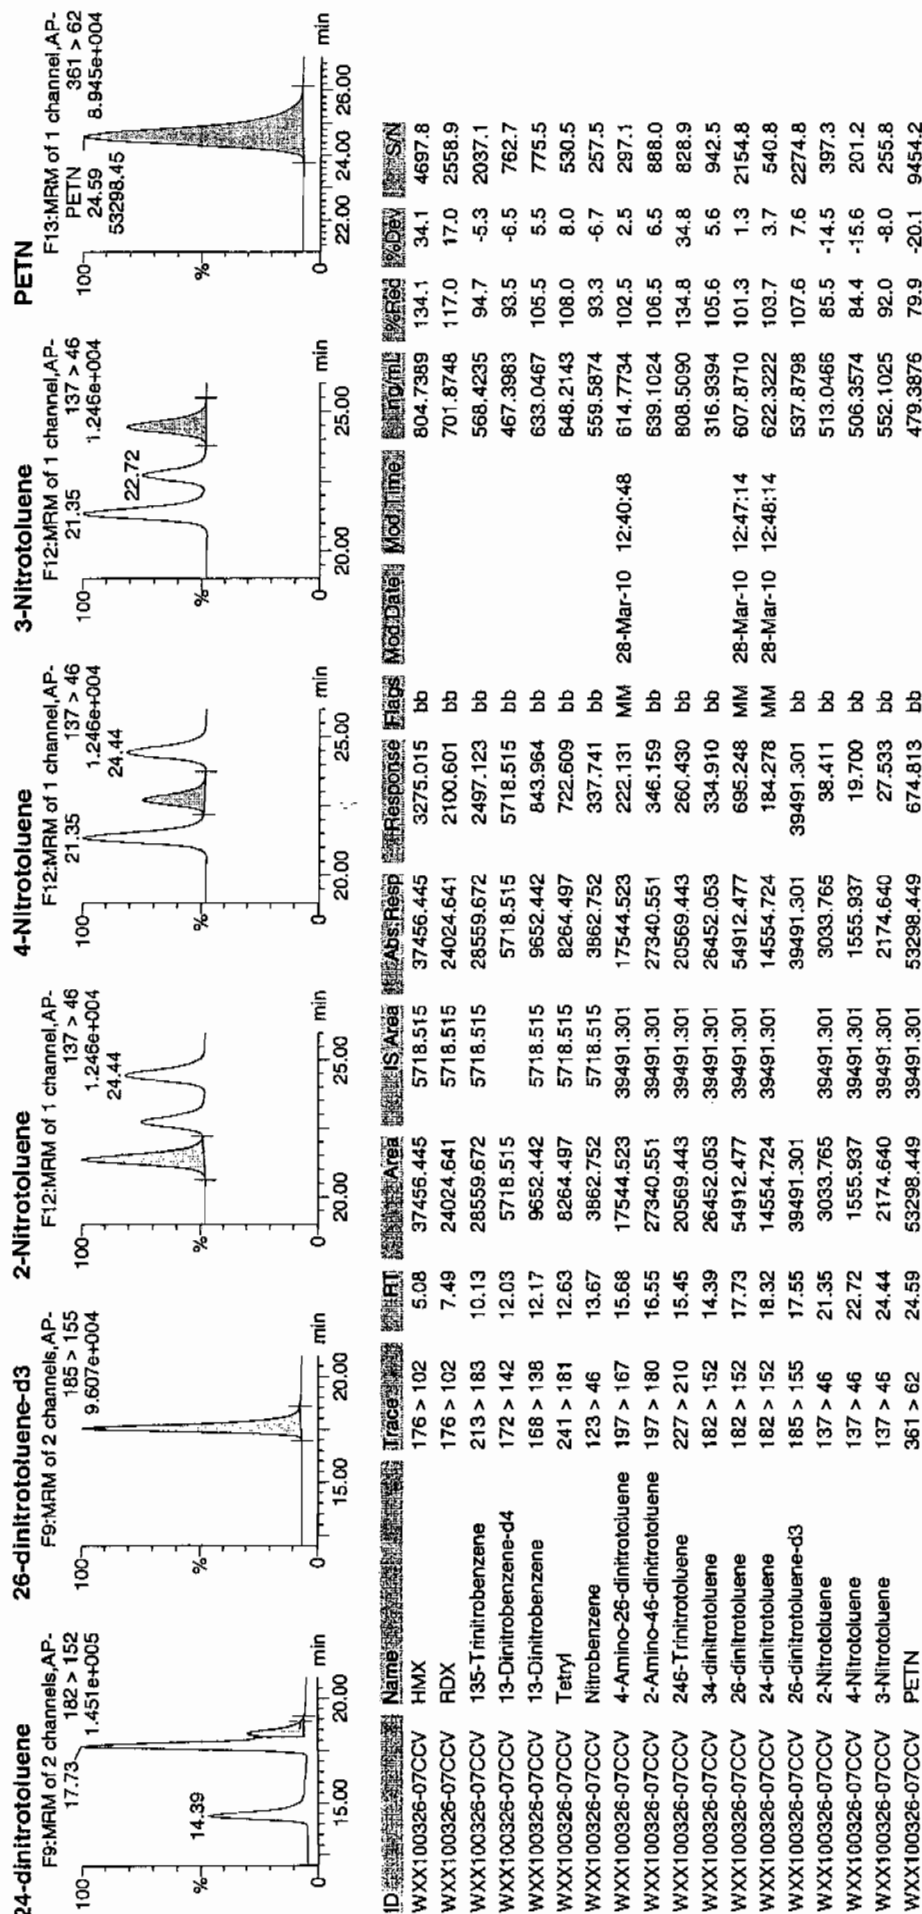 24-dinitrotoluene
F9:MRM of 2 channels,AP-
182 > 152
1.451e+005
17.73
14.39
100
%
0
15.00
20.00
min
26-dinitrotoluene-d3
F9:MRM of 2 channels,AP-
185 > 155
9.607e+004
100
%
0
15.00
20.00
min
2-Nitrotoluene
F12:MRM of 1 channel,AP-
137 > 46
1.246e+004
24.44
100
%
0
20.00
25.00
min
4-Nitrotoluene
F12:MRM of 1 channel,AP-
21.35
137 > 46
1.246e+004
24.44
100
%
0
20.00
25.00
min
3-Nitrotoluene
F12:MRM of 1 channel,AP-
21.35
137 > 46
1.246e+004
22.72
100
%
0
20.00
25.00
min
PETN
F13:MRM of 1 channel,AP-
PETN
24.59
53298.45
361 > 62
8.945e+004
100
%
0
22.00
24.00
26.00
min
ID Name Trace RT Area IS Area Abs.Resp Response Flags Mod.Date Mod.Time ng/mL %Rec %Dev S/N
WXX100326-07CCV HMX 176 > 102 5.08 37456.445 5718.515 37456.445 3275.015 bb 804.7389 134.1 34.1 4697.8
WXX100326-07CCV RDX 176 > 102 7.49 24024.641 5718.515 24024.641 2100.601 bb 701.8748 117.0 17.0 2558.9
WXX100326-07CCV 135-Trinitrobenzene 213 > 183 10.13 28559.672 5718.515 28559.672 2497.123 bb 568.4235 94.7 -5.3 2037.1
WXX100326-07CCV 13-Dinitrobenzene-d4 172 > 142 12.03 5718.515 5718.515 5718.515 bb 467.3983 93.5 -6.5 762.7
WXX100326-07CCV 13-Dinitrobenzene 168 > 138 12.17 9652.442 5718.515 9652.442 843.964 bb 633.0467 105.5 5.5 775.5
WXX100326-07CCV Tetryl 241 > 181 12.63 8264.497 5718.515 8264.497 722.609 bb 648.2143 108.0 8.0 530.5
WXX100326-07CCV Nitrobenzene 123 > 46 13.67 3862.752 5718.515 3862.752 337.741 bb 559.5874 93.3 -6.7 257.5
WXX100326-07CCV 4-Amino-26-dinitrotoluene 197 > 167 15.68 17544.523 39491.301 17544.523 222.131 MM 28-Mar-10 12:40:48 614.7734 102.5 2.5 297.1
WXX100326-07CCV 2-Amino-46-dinitrotoluene 197 > 180 16.55 27340.551 39491.301 27340.551 346.159 bb 639.1024 106.5 6.5 888.0
WXX100326-07CCV 246-Trinitrotoluene 227 > 210 15.45 20569.443 39491.301 20569.443 260.430 bb 808.5090 134.8 34.8 828.9
WXX100326-07CCV 34-dinitrotoluene 182 > 152 14.39 26452.053 39491.301 26452.053 334.910 bb 316.9394 105.6 5.6 942.5
WXX100326-07CCV 26-dinitrotoluene 182 > 152 17.73 54912.477 39491.301 54912.477 695.248 MM 28-Mar-10 12:47:14 607.8710 101.3 1.3 2154.8
WXX100326-07CCV 24-dinitrotoluene 182 > 152 18.32 14554.724 39491.301 14554.724 184.278 MM 28-Mar-10 12:48:14 622.3222 103.7 3.7 540.8
WXX100326-07CCV 26-dinitrotoluene-d3 185 > 155 17.55 39491.301 39491.301 39491.301 bb 537.8798 107.6 7.6 2274.8
WXX100326-07CCV 2-Nitrotoluene 137 > 46 21.35 3033.765 39491.301 3033.765 38.411 bb 513.0466 85.5 -14.5 397.3
WXX100326-07CCV 4-Nitrotoluene 137 > 46 22.72 1555.937 39491.301 1555.937 19.700 bb 506.3574 84.4 -15.6 201.2
WXX100326-07CCV 3-Nitrotoluene 137 > 46 24.44 2174.640 39491.301 2174.640 27.533 bb 552.1025 92.0 -8.0 255.8
WXX100326-07CCV PETN 361 > 62 24.59 53298.449 39491.301 53298.449 674.813 bb 479.3876 79.9 -20.1 9454.2